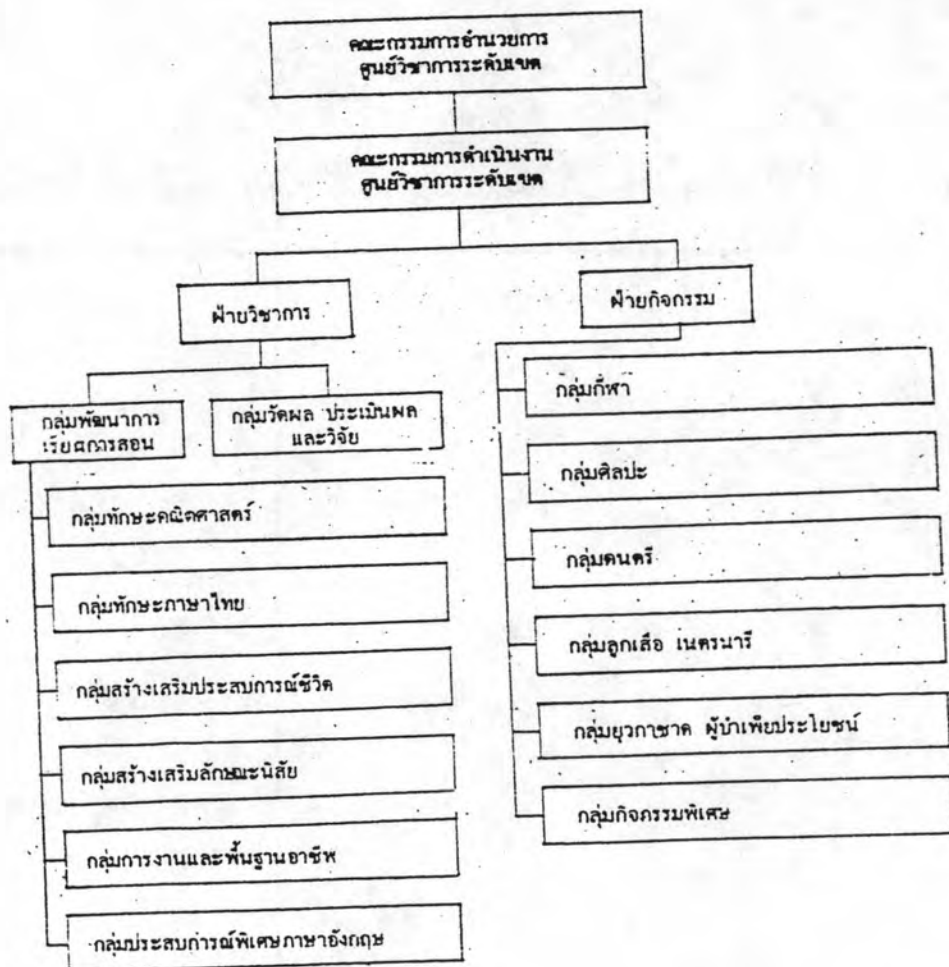 คณะกรรมการอำนวยการ
ศูนย์วิชาการระดับเขต
คณะกรรมการดำเนินงาน
ศูนย์วิชาการระดับเขต
ฝ่ายวิชาการ
ฝ่ายกิจกรรม
กลุ่มพัฒนาการ
เรียนการสอน
กลุ่มวัดผล ประเมินผล
และวิจัย
กลุ่มทักษะคณิตศาสตร์
กลุ่มทักษะภาษาไทย
กลุ่มสร้างเสริมประสบการณ์ชีวิต
กลุ่มสร้างเสริมลักษณะนิสัย
กลุ่มการงานและพื้นฐานอาชีพ
กลุ่มประสบการณ์พิเศษภาษาอังกฤษ
กลุ่มกีฬา
กลุ่มศิลปะ
กลุ่มดนตรี
กลุ่มลูกเสือ เนตรนารี
กลุ่มยุวกาชาด ผู้บำเพ็ยประโยชน์
กลุ่มกิจกรรมพิเศษ